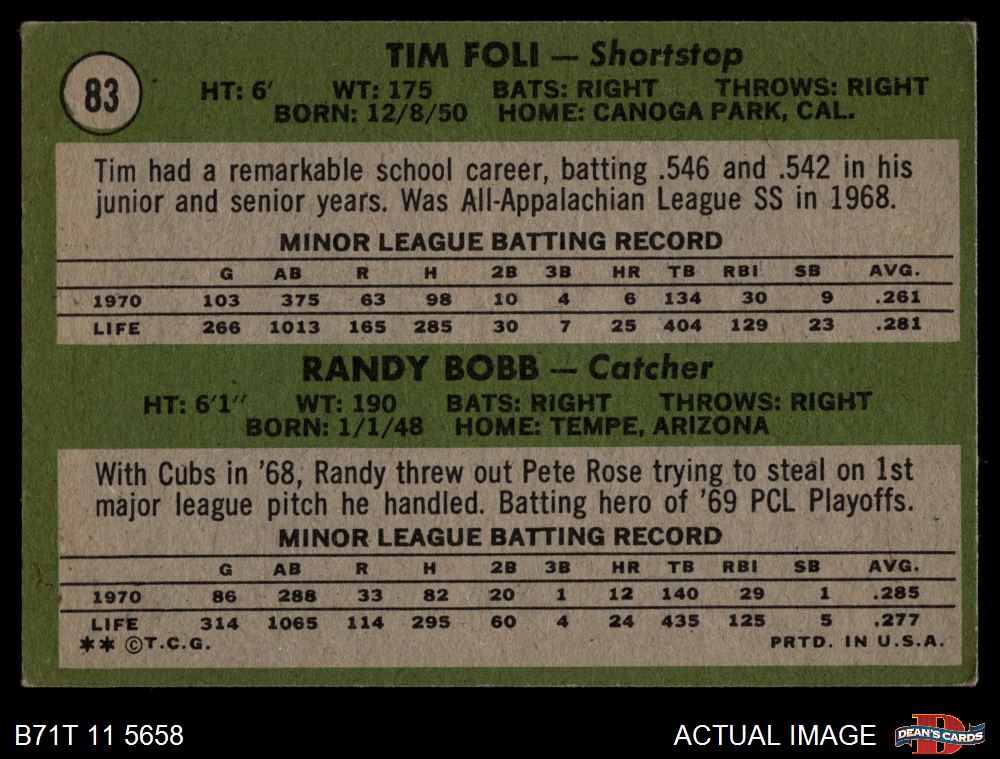 83
TIM FOLI — Shortstop
HT: 6' WT: 175 BATS: RIGHT THROWS: RIGHT
BORN: 12/8/50 HOME: CANOGA PARK, CAL.
Tim had a remarkable school career, batting .546 and .542 in his
junior and senior years. Was All-Appalachian League SS in 1968.
MINOR LEAGUE BATTING RECORD
G AB R H 2B 3B HR TB RBI SB AVG.
1970 103 375 63 98 10 4 6 134 30 9 .261
LIFE 266 1013 165 285 30 7 25 404 129 23 .281
RANDY BOBB — Catcher
HT: 6'1" WT: 190 BATS: RIGHT THROWS: RIGHT
BORN: 1/1/48 HOME: TEMPE, ARIZONA
With Cubs in '68, Randy threw out Pete Rose trying to steal on 1st
major league pitch he handled. Batting hero of '69 PCL Playoffs.
MINOR LEAGUE BATTING RECORD
G AB R H 2B 3B HR TB RBI SB AVG.
1970 86 288 33 82 20 1 12 140 29 1 .285
LIFE 314 1065 114 295 60 4 24 435 125 5 .277
** ©T.C.G. PRTD. IN U.S.A.
B71T 11 5658 ACTUAL IMAGE D DEAN'S CARDS